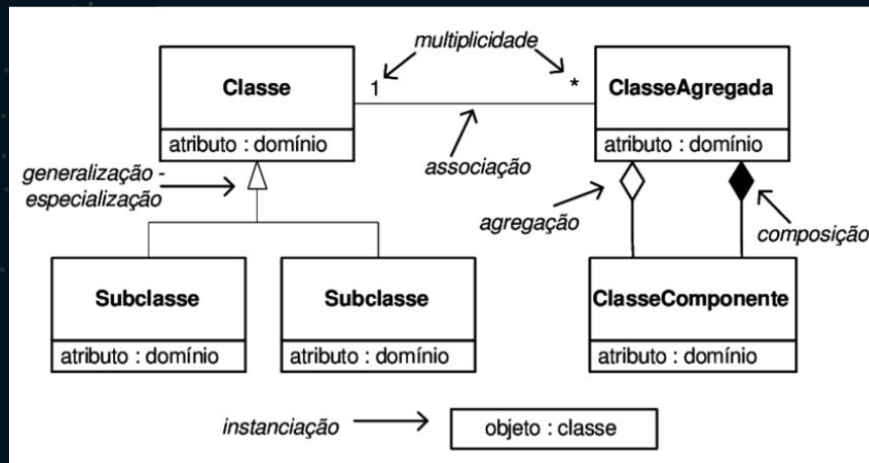 multiplicidade
Classe
1
*
ClasseAgregada
atributo : domínio
associação
atributo : domínio
generalização -
especialização
agregação
composição
Subclasse
Subclasse
ClasseComponente
atributo : domínio
atributo : domínio
atributo : domínio
instanciação
objeto : classe